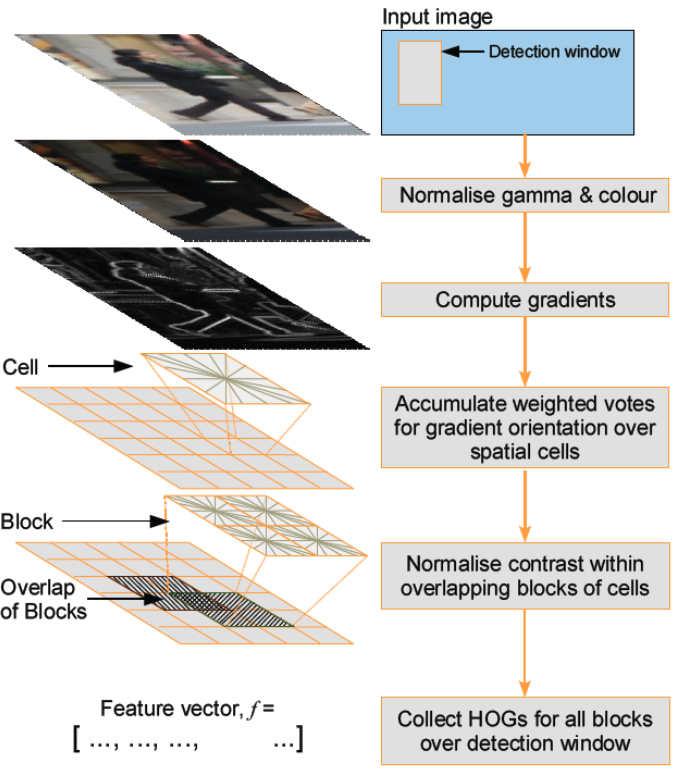 Input image
Detection window
Normalise gamma & colour
Compute gradients
Cell
Accumulate weighted votes
for gradient orientation over
spatial cells
Block
Normalise contrast within
overlapping blocks of cells
Overlap
of Blocks
Feature vector, f =
[ ..., ..., ..., ...]
Collect HOGs for all blocks
over detection window